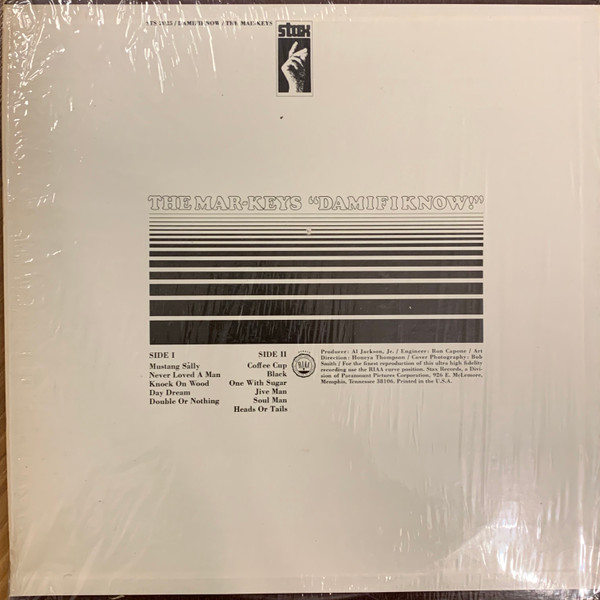 STS 2025 / DAMIFIKNOW / THE MAR-KEYS
stax
THE MAR-KEYS "DAMIFIKNOW!"
SIDE I
Mustang Sally
Never Loved A Man
Knock On Wood
Day Dream
Double Or Nothing
SIDE II
Coffee Cup
Black
One With Sugar
Jive Man
Soul Man
Heads Or Tails
RIAA
Producer: Al Jackson, Jr. / Engineer: Ron Capone / Art
Direction: Honeya Thompson / Cover Photography: Bob
Smith / For the finest reproduction of this ultra high fidelity
recording use the RIAA curve position. Stax Records, a Divi-
sion of Paramount Pictures Corporation, 926 E. McLemore,
Memphis, Tennessee 38106. Printed in the U.S.A.